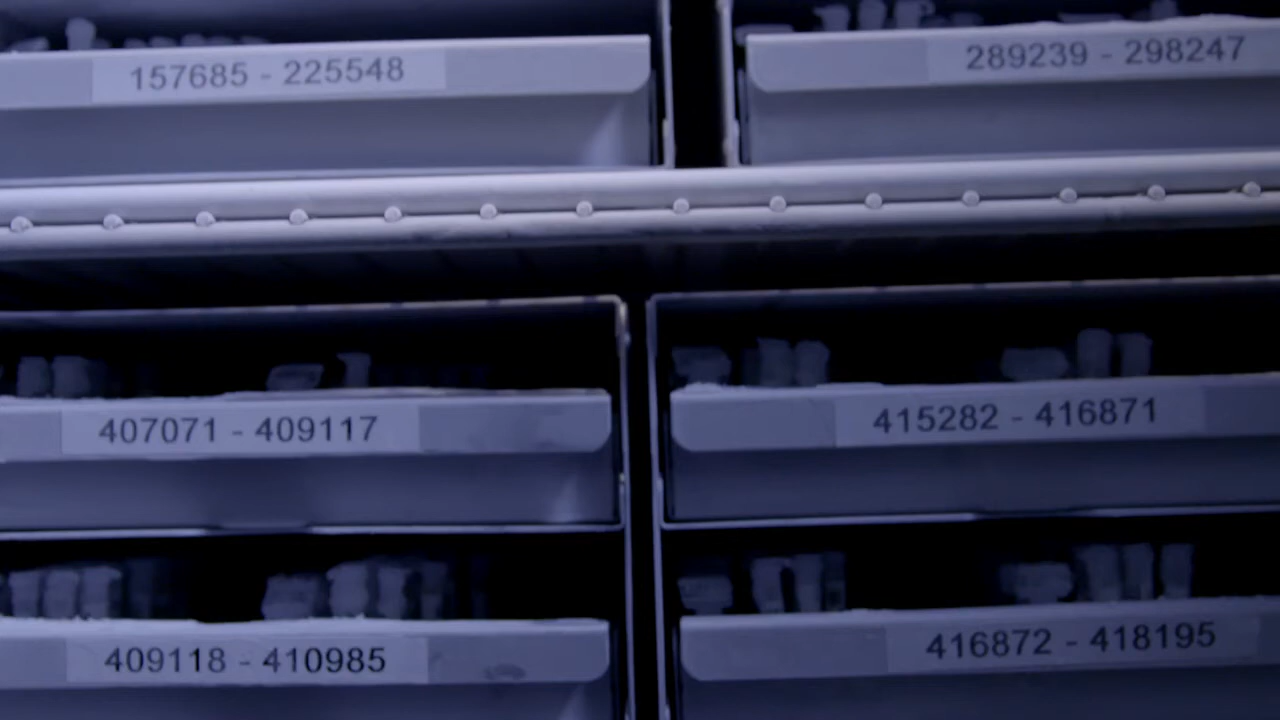 157685 - 225548
289239 - 298247
407071 - 409117
415282 - 416871
409118 - 410985
416872 - 418195